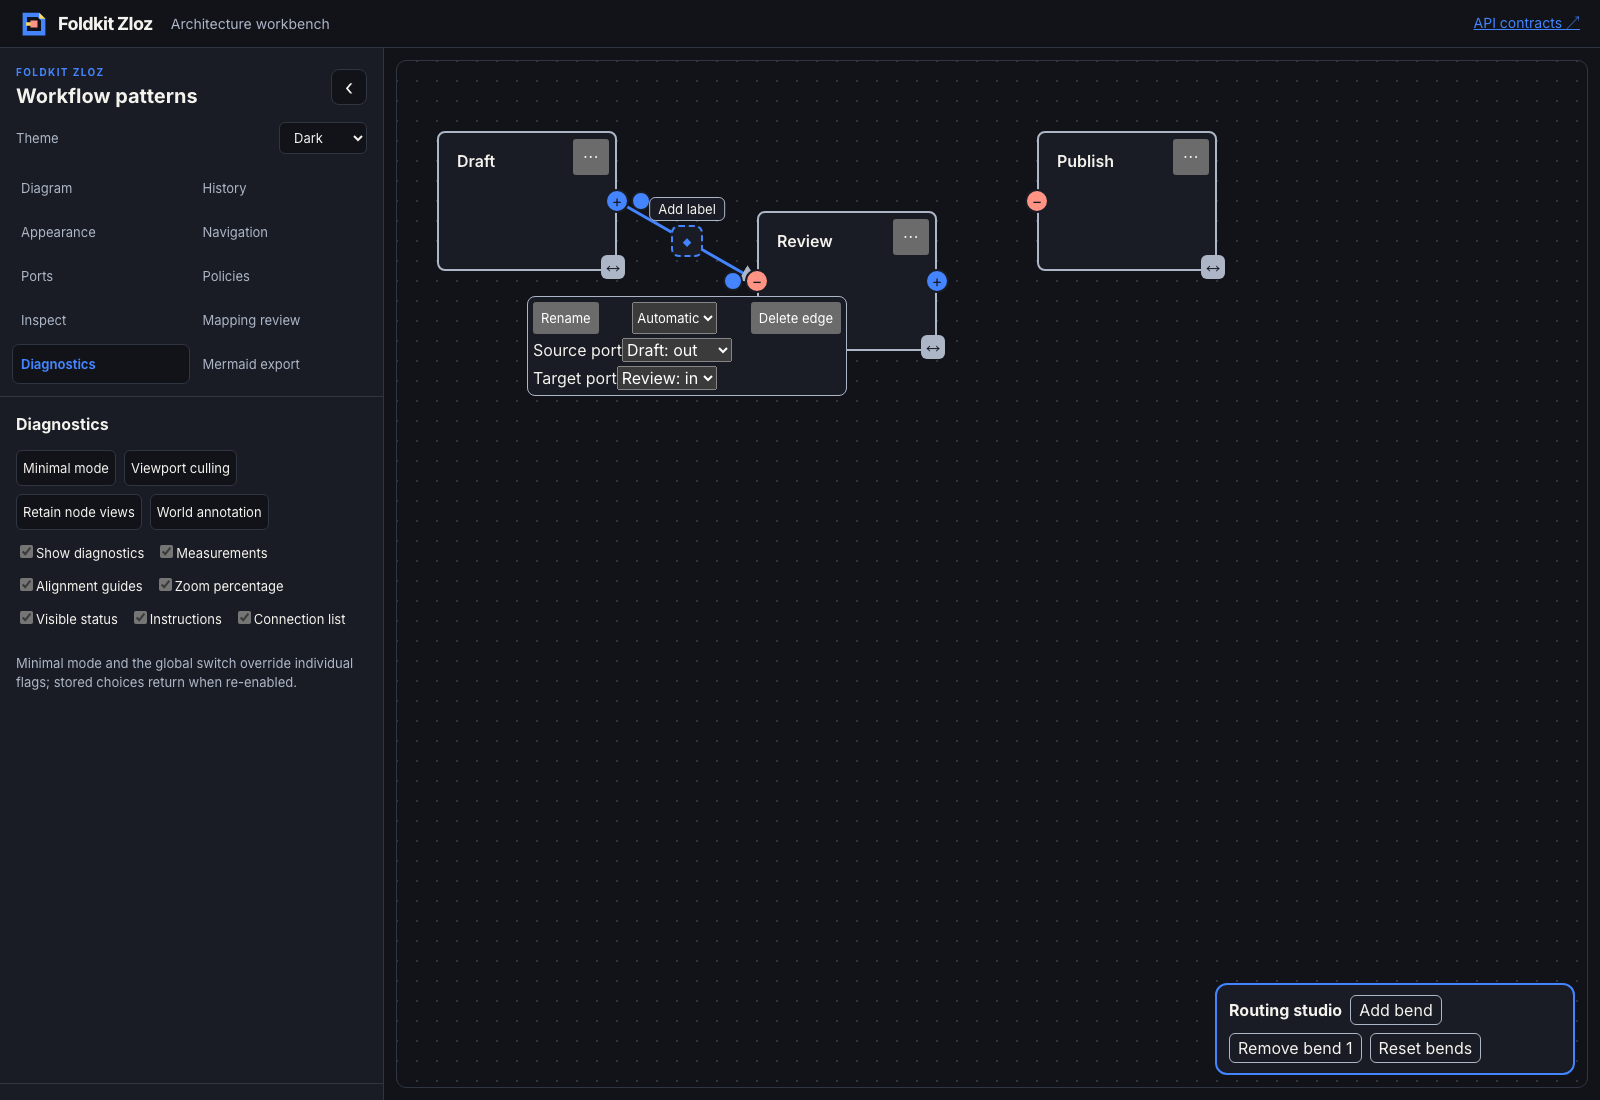 Foldkit Zloz Architecture workbench API contracts ↗
FOLDKIT ZLOZ
Workflow patterns
Theme Dark
Diagram History
Appearance Navigation
Ports Policies
Inspect Mapping review
Diagnostics Mermaid export
Diagnostics
Minimal mode Viewport culling
Retain node views World annotation
Show diagnostics Measurements
Alignment guides Zoom percentage
Visible status Instructions Connection list
Minimal mode and the global switch override individual
flags; stored choices return when re-enabled.
Draft ...
Publish ...
Add label
Review ...
Rename Automatic Delete edge
Source port Draft: out
Target port Review: in
Routing studio Add bend
Remove bend 1 Reset bends